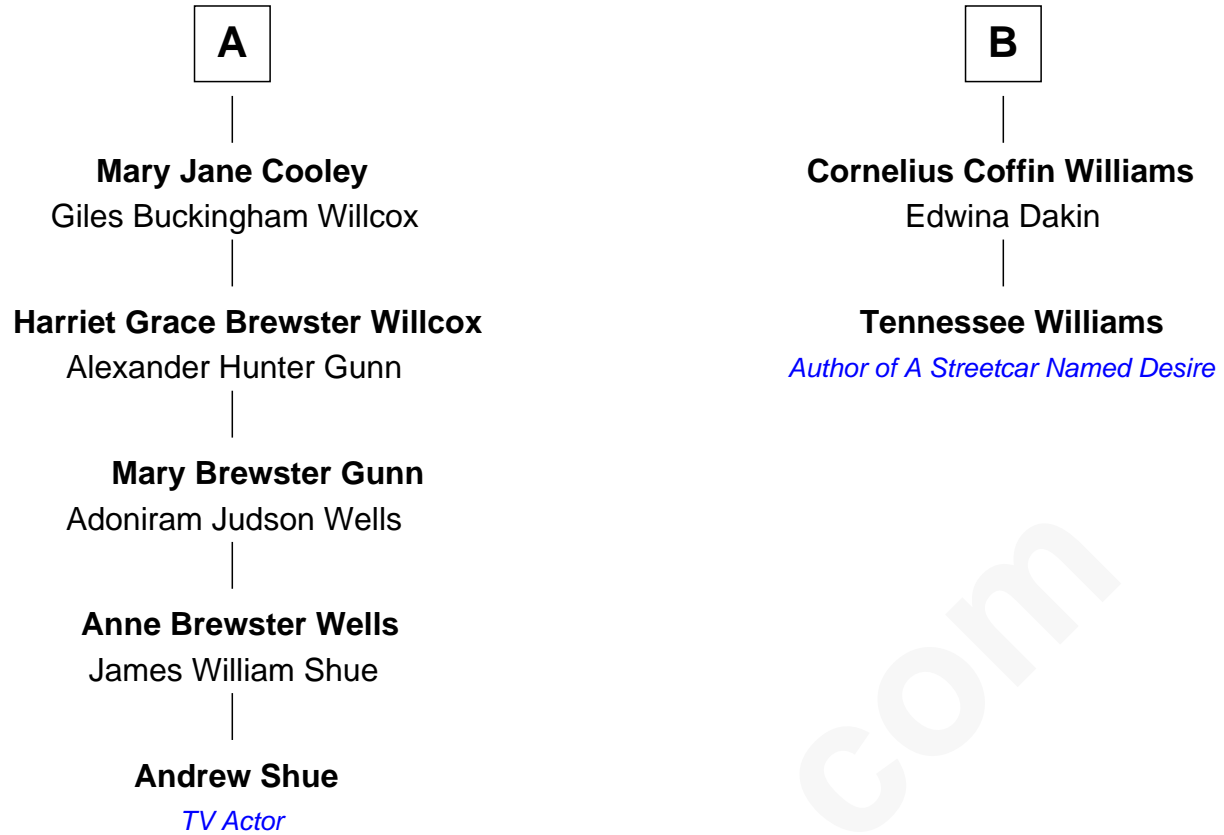 A
Mary Jane Cooley
Giles Buckingham Willcox
Harriet Grace Brewster Willcox
Alexander Hunter Gunn
Mary Brewster Gunn
Adoniram Judson Wells
Anne Brewster Wells
James William Shue
Andrew Shue
TV Actor
B
Cornelius Coffin Williams
Edwina Dakin
Tennessee Williams
Author of A Streetcar Named Desire
com